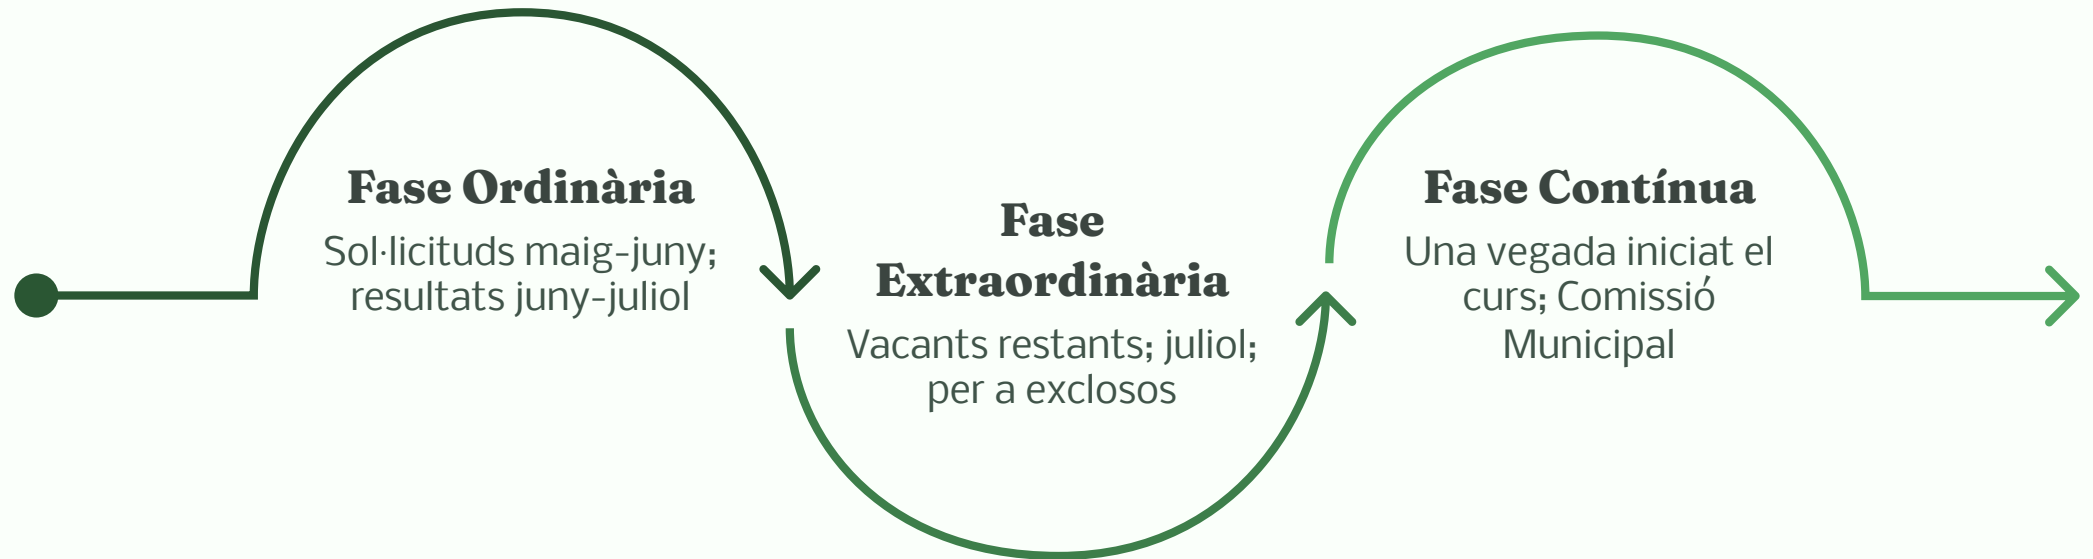 Fase Ordinària
Sol·licituds maig-juny;
resultats juny-juliol
Fase
Extraordinària
Vacants restants; juliol;
per a exclosos
Fase Contínua
Una vegada iniciat el
curs; Comissió
Municipal